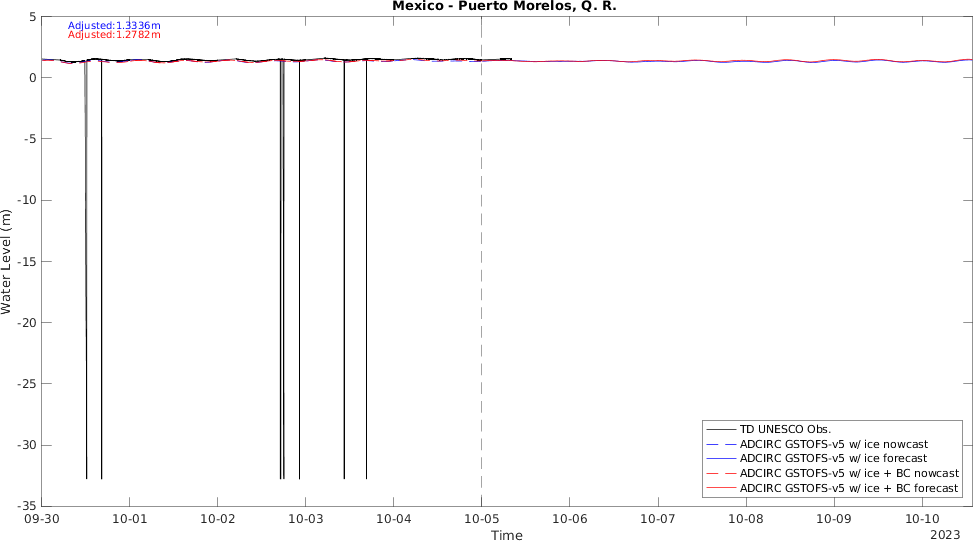 Mexico - Puerto Morelos, Q. R.
Adjusted:1.3336m
Adjusted:1.2782m
Water Level (m)
5
0
-5
-10
-15
-20
-25
-30
-35
TD UNESCO Obs.
ADCIRC GSTOFS-v5 w/ ice nowcast
ADCIRC GSTOFS-v5 w/ ice forecast
ADCIRC GSTOFS-v5 w/ ice + BC nowcast
ADCIRC GSTOFS-v5 w/ ice + BC forecast
09-30 10-01 10-02 10-03 10-04 10-05 10-06 10-07 10-08 10-09 10-10
Time
2023